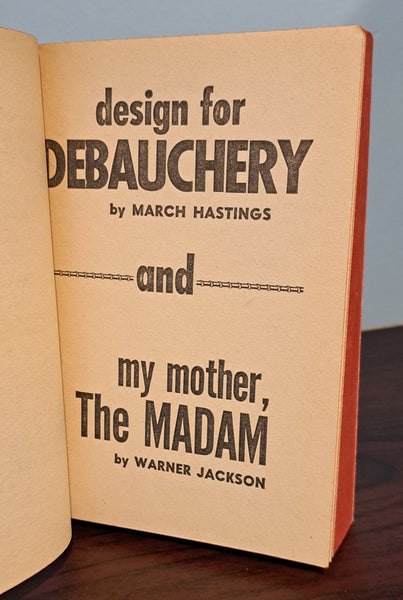 design for
DEBAUCHERY
by MARCH HASTINGS
and
my mother,
The MADAM
by WARNER JACKSON